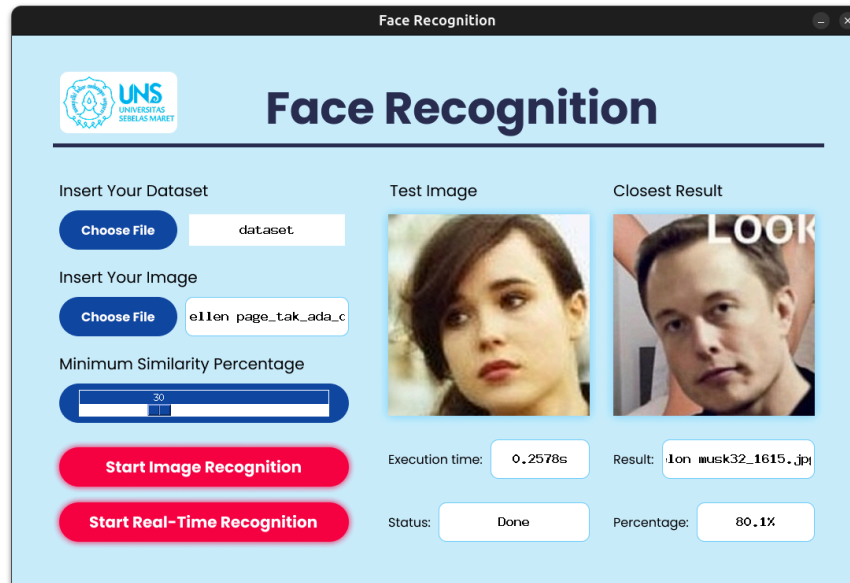 Face Recognition
UNS
UNIVERSITAS
SEBELAS MARET
Face Recognition
Insert Your Dataset
Choose File
dataset
Insert Your Image
Choose File
ellen page_tak_ada_c
Minimum Similarity Percentage
30
Start Image Recognition
Start Real-Time Recognition
Test Image
Closest Result
LOOK
Execution time:
0.2578s
Result:
lon musk32_1615.jpg
Status:
Done
Percentage:
80.1%